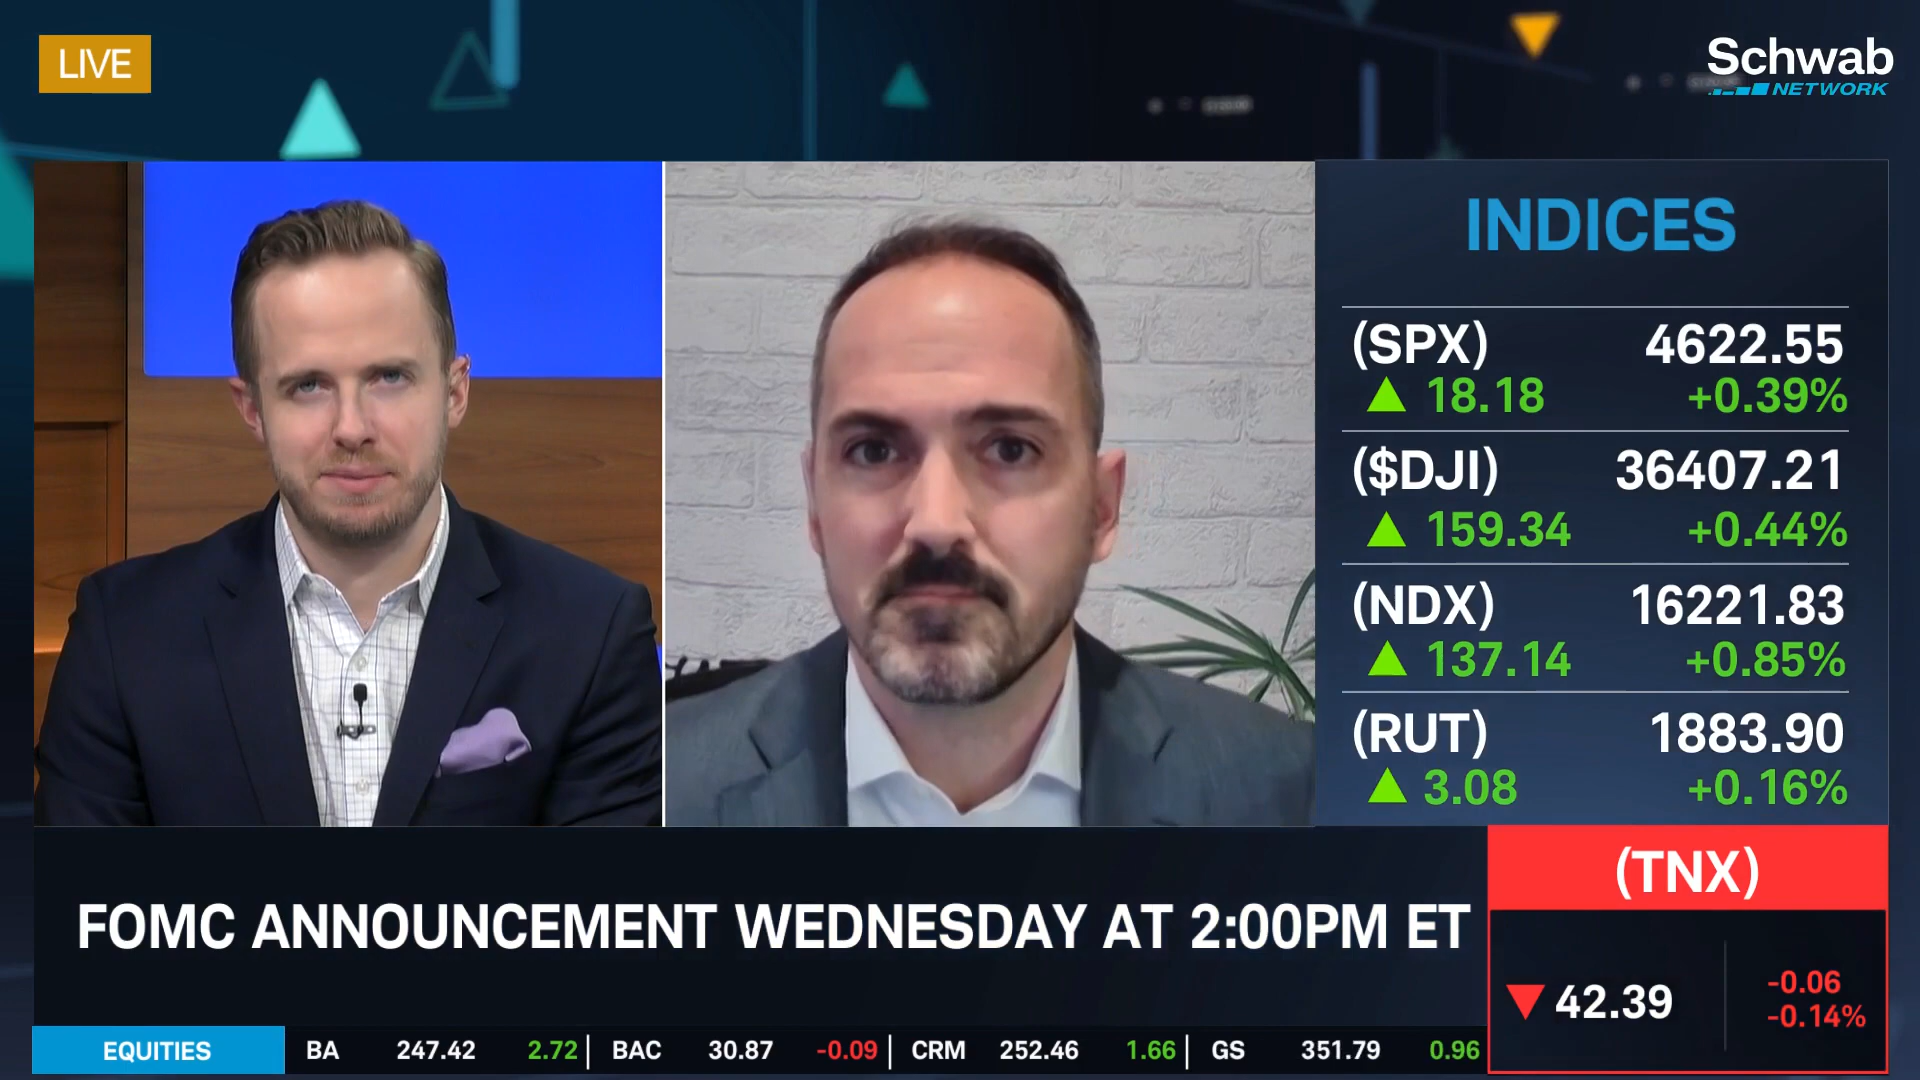 LIVE
Schwab
NETWORK
INDICES
(SPX) 4622.55
▲ 18.18 +0.39%
($DJI) 36407.21
▲ 159.34 +0.44%
(NDX) 16221.83
▲ 137.14 +0.85%
(RUT) 1883.90
▲ 3.08 +0.16%
FOMC ANNOUNCEMENT WEDNESDAY AT 2:00PM ET
(TNX)
▼ 42.39
-0.06
-0.14%
EQUITIES BA 247.42 2.72 | BAC 30.87 -0.09 | CRM 252.46 1.66 | GS 351.79 0.96